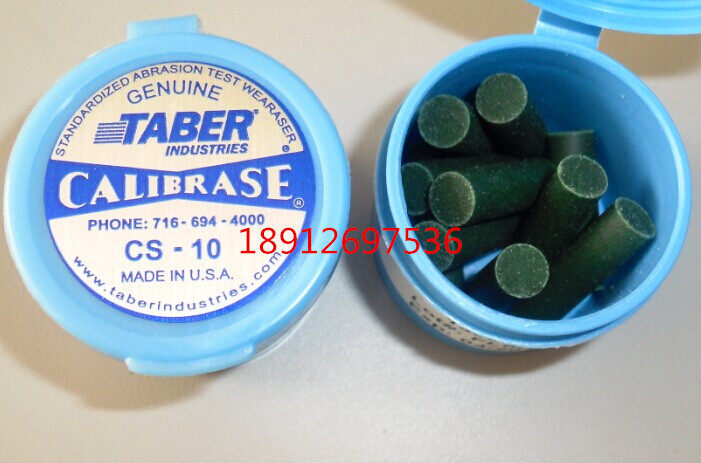 STANDARDIZED ABRASION TEST WEARASER
GENUINE
TABER®
INDUSTRIES
CALIBRASE®
PHONE: 716-694-4000
CS - 10
MADE IN U.S.A.
www.taberindustries.com
18912697536